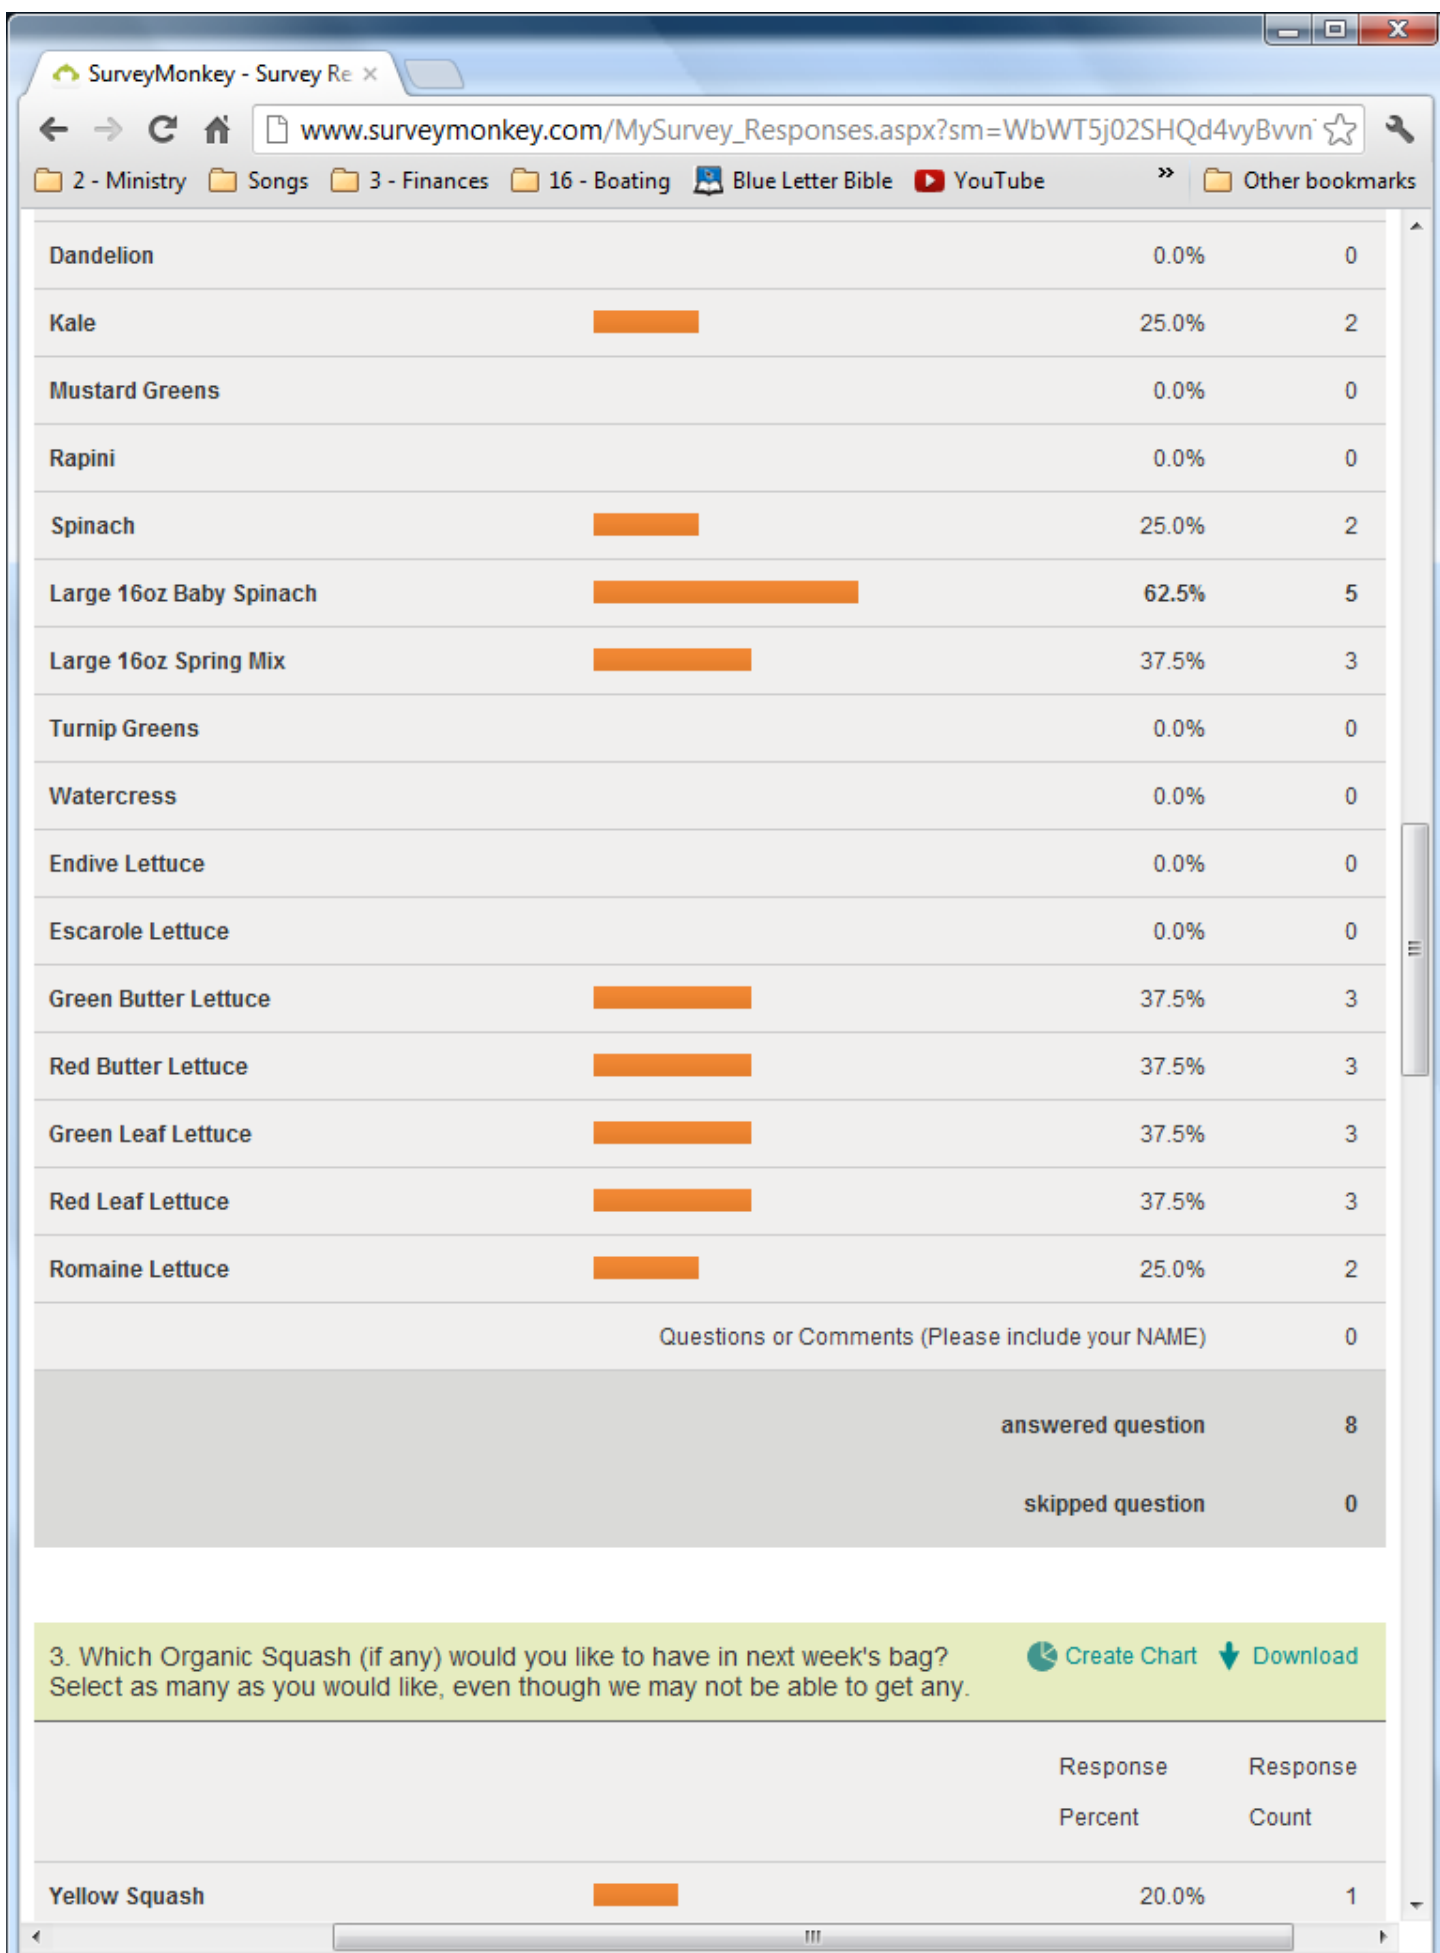 SurveyMonkey - Survey Re
www.surveymonkey.com/MySurvey_Responses.aspx?sm=WbWT5j02SHQd4vyBvvn
2 - Ministry Songs 3 - Finances 16 - Boating Blue Letter Bible YouTube » Other bookmarks
Dandelion 0.0% 0
Kale 25.0% 2
Mustard Greens 0.0% 0
Rapini 0.0% 0
Spinach 25.0% 2
Large 16oz Baby Spinach 62.5% 5
Large 16oz Spring Mix 37.5% 3
Turnip Greens 0.0% 0
Watercress 0.0% 0
Endive Lettuce 0.0% 0
Escarole Lettuce 0.0% 0
Green Butter Lettuce 37.5% 3
Red Butter Lettuce 37.5% 3
Green Leaf Lettuce 37.5% 3
Red Leaf Lettuce 37.5% 3
Romaine Lettuce 25.0% 2
Questions or Comments (Please include your NAME) 0
answered question 8
skipped question 0
3. Which Organic Squash (if any) would you like to have in next week's bag? Create Chart Download
Select as many as you would like, even though we may not be able to get any.
Response Response
Percent Count
Yellow Squash 20.0% 1